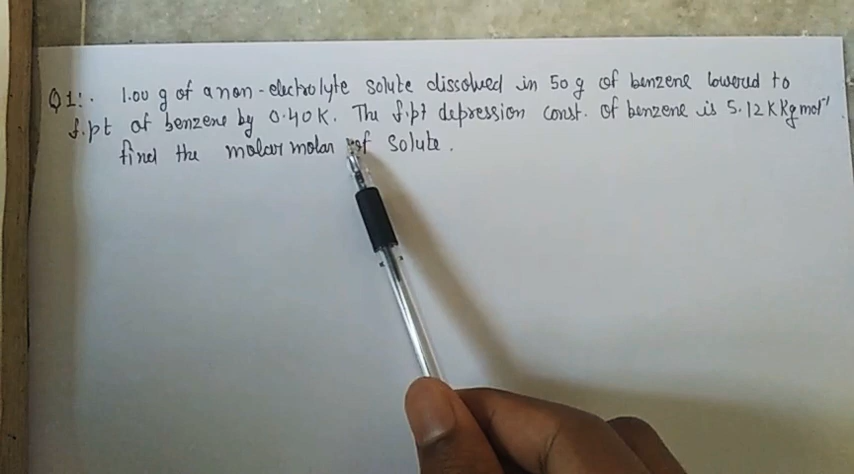 Q1:. 1.00 g of a non-electrolyte solute dissolved in 50 g of benzene lowered to
f.pt of benzene by 0.40K. The f.pt depression const. of benzene is 5.12 K Kg mol⁻¹.
find the molar molar of solute.